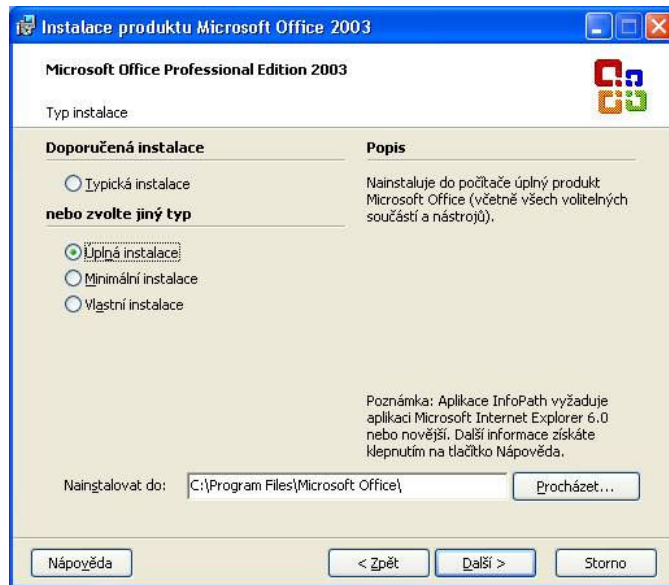 Instalace produktu Microsoft Office 2003
Microsoft Office Professional Edition 2003
Typ instalace
Doporučená instalace
Typická instalace
nebo zvolte jiný typ
Úplná instalace
Minimální instalace
Vlastní instalace
Popis
Nainstaluje do počítače úplný produkt
Microsoft Office (včetně všech volitelných
součástí a nástrojů).
Poznámka: Aplikace InfoPath vyžaduje
aplikaci Microsoft Internet Explorer 6.0
nebo novější. Další informace získáte
klepnutím na tlačítko Nápověda.
Nainstalovat do: C:\Program Files\Microsoft Office\ Procházet...
Nápověda < Zpět Další > Storno